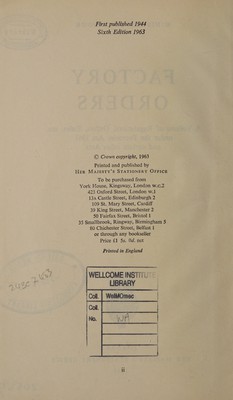 First published 1944
Sixth Edition 1963
FACTORY
ORDERS
© Crown copyright, 1963
Printed and published by
HER MAJESTY'S STATIONERY OFFICE
To be purchased from
York House, Kingsway, London w.c.2
423 Oxford Street, London w.1
13A Castle Street, Edinburgh 2
109 St. Mary Street, Cardiff
39 King Street, Manchester 2
50 Fairfax Street, Bristol 1
35 Smallbrook, Ringway, Birmingham 5
80 Chichester Street, Belfast 1
or through any bookseller
Price £1 5s. 0d. net
Printed in England
WELLCOME INSTITUTE
LIBRARY
Coll. WelMOmec
Coll.
No. WA
ii